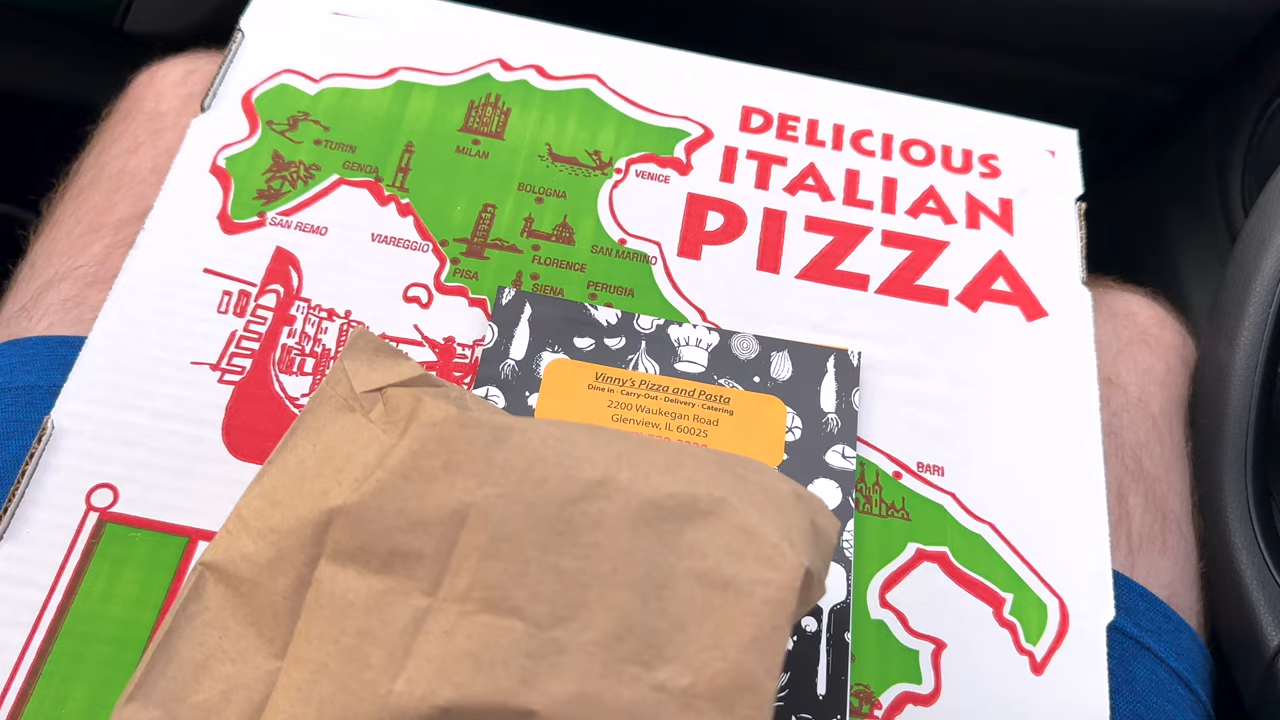 DELICIOUS
ITALIAN
PIZZA
TURIN
MILAN
GENOA
VENICE
BOLOGNA
SAN REMO
VIAREGGIO
SAN MARINO
FLORENCE
PISA
SIENA
PERUGIA
Vinny's Pizza and Pasta
Dine in · Carry-Out · Delivery · Catering
2200 Waukegan Road
Glenview, IL 60025
BARI